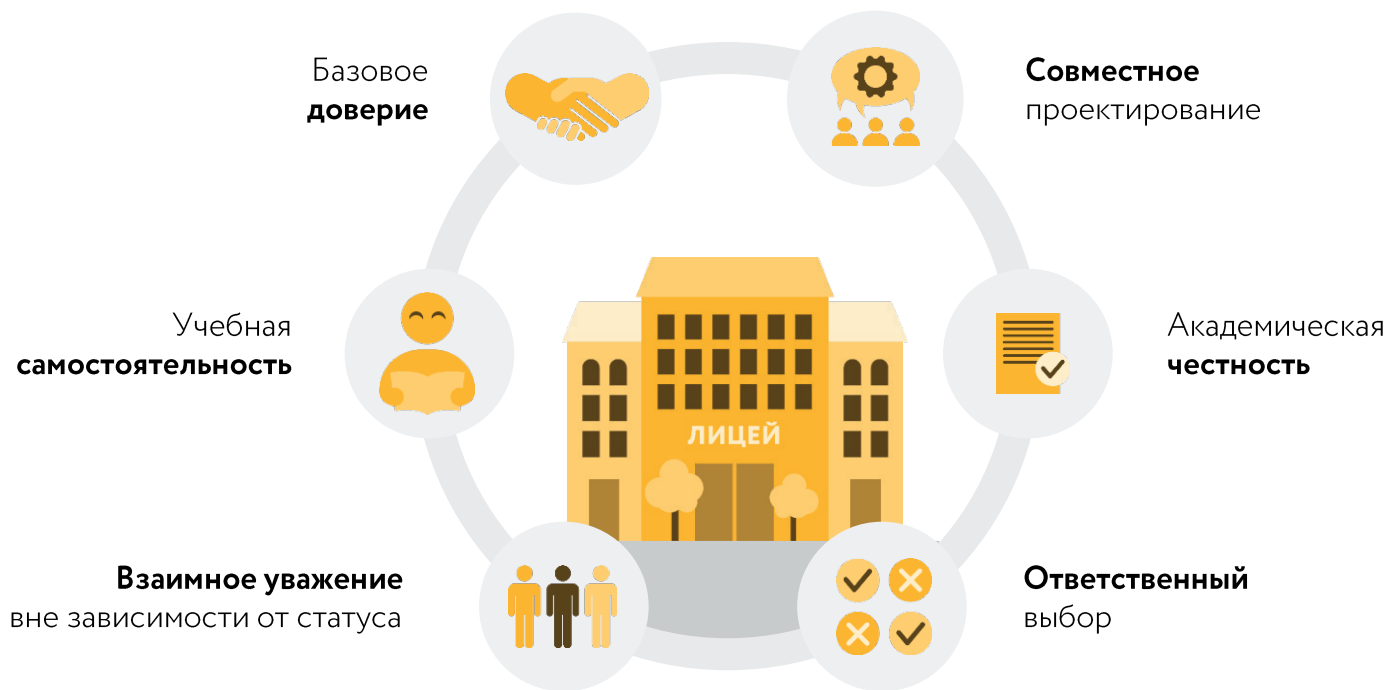 Базовое
доверие
Совместное
проектирование
Учебная
самостоятельность
Академическая
честность
ЛИЦЕЙ
Взаимное уважение
вне зависимости от статуса
Ответственный
выбор